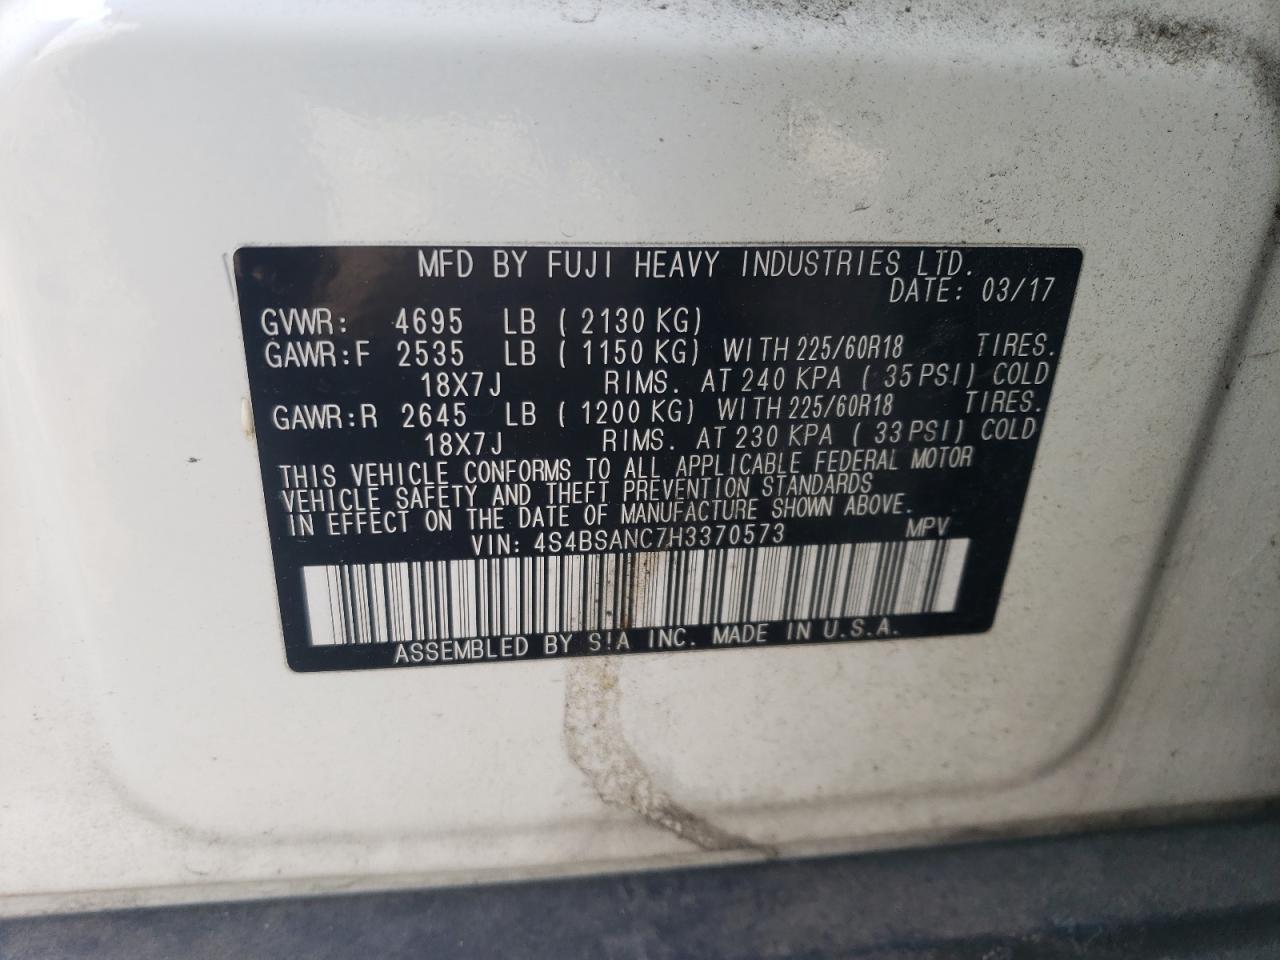 MFD BY FUJI HEAVY INDUSTRIES LTD.
DATE: 03/17
GVWR: 4695 LB ( 2130 KG)
GAWR:F 2535 LB ( 1150 KG) WITH 225/60R18 TIRES.
18X7J RIMS. AT 240 KPA ( 35 PSI) COLD
GAWR:R 2645 LB ( 1200 KG) WITH 225/60R18 TIRES.
18X7J RIMS. AT 230 KPA ( 33 PSI) COLD
THIS VEHICLE CONFORMS TO ALL APPLICABLE FEDERAL MOTOR
VEHICLE SAFETY AND THEFT PREVENTION STANDARDS
IN EFFECT ON THE DATE OF MANUFACTURE SHOWN ABOVE.
VIN: 4S4BSANC7H3370573 MPV
ASSEMBLED BY SIA INC. MADE IN U.S.A.